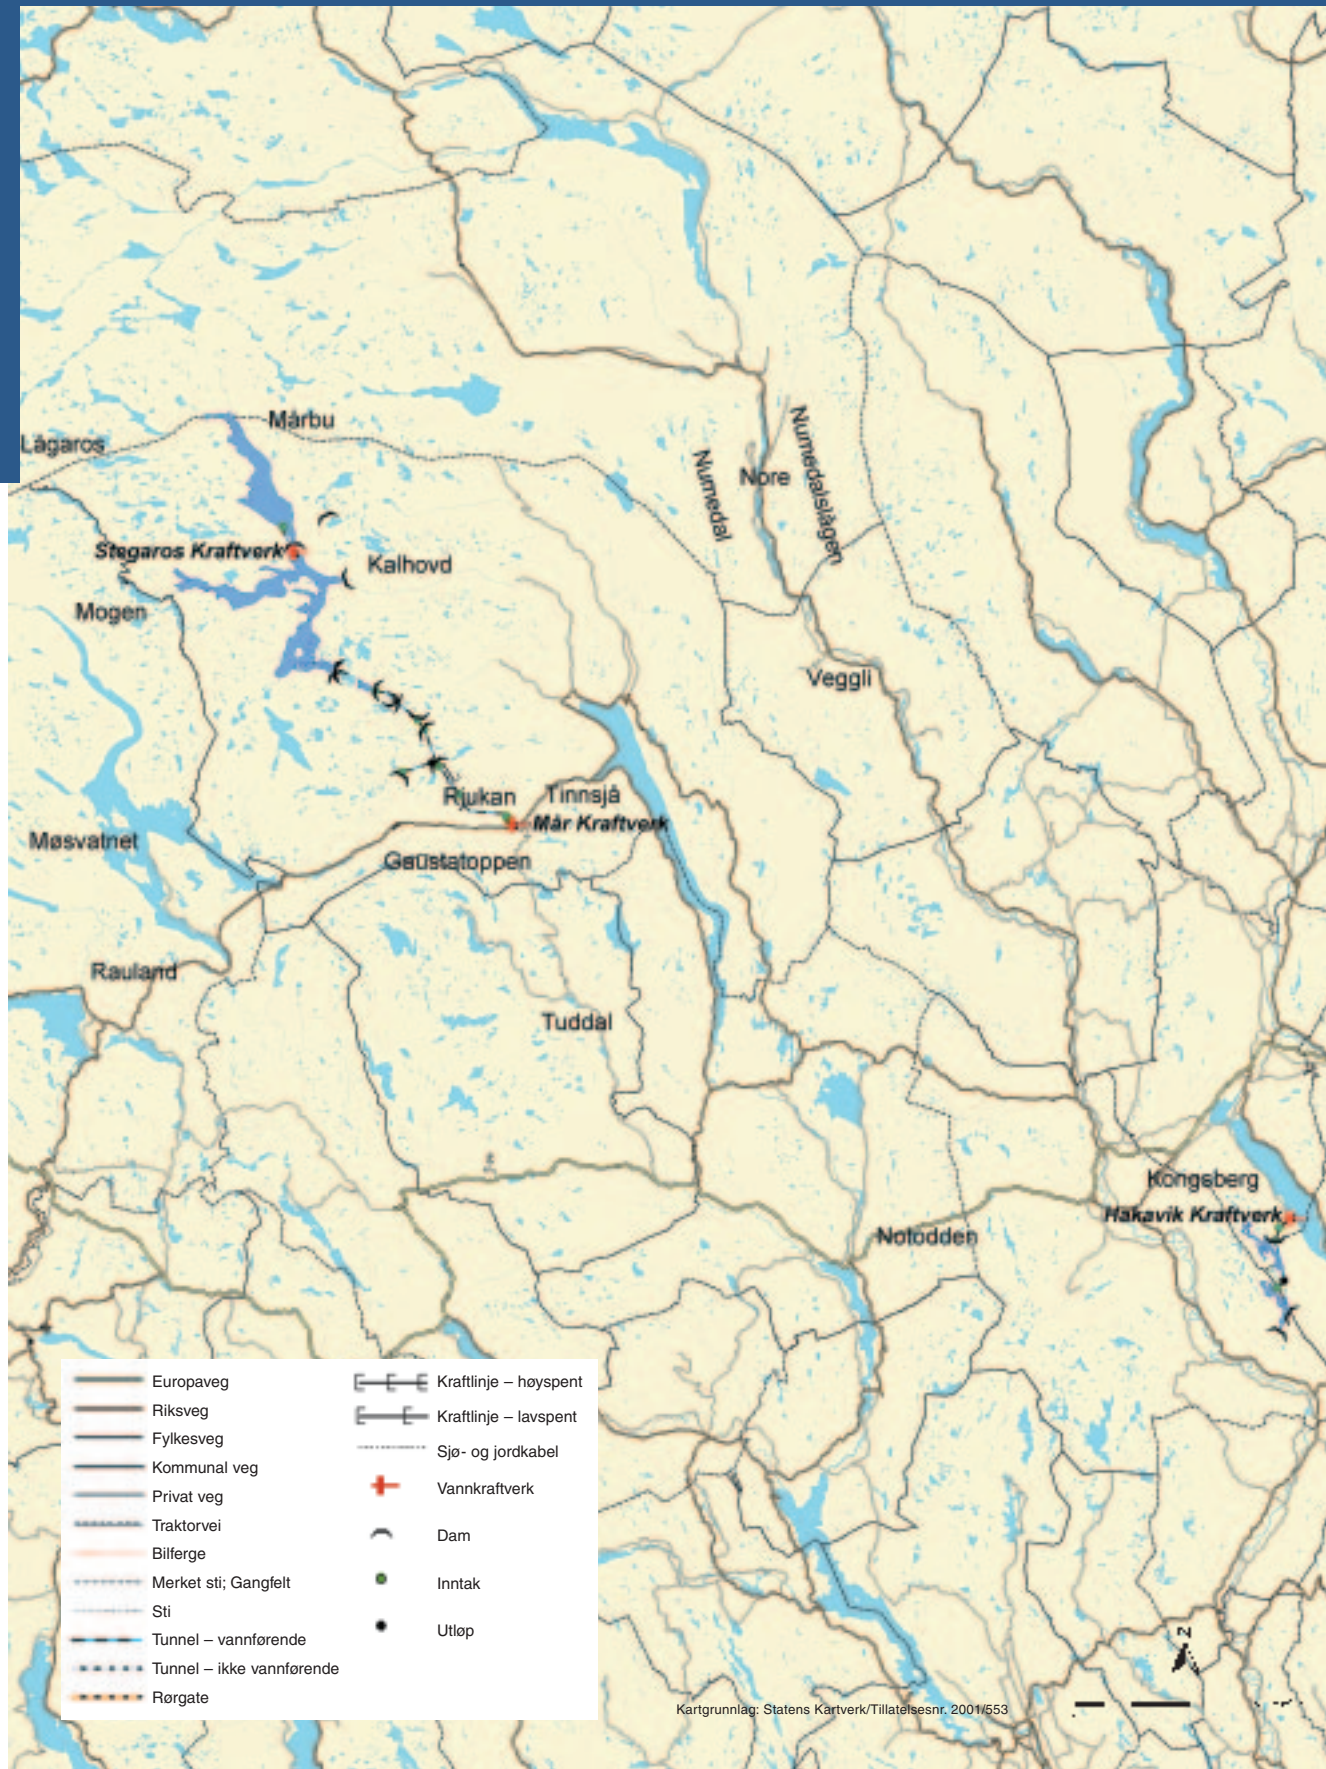 Mårbu
Lågaros
Numedal
Nore
Numedalslågen
Stegaros Kraftverk
Kalhovd
Mogen
Veggli
Rjukan
Tinnsjå
Mår Kraftverk
Møsvatnet
Gaustatoppen
Rauland
Tuddal
Kongsberg
Hakavik Kraftverk
Notodden
Europaveg
Riksveg
Fylkesveg
Kommunal veg
Privat veg
Traktorvei
Bilferge
Merket sti; Gangfelt
Sti
Tunnel – vannførende
Tunnel – ikke vannførende
Rørgate
Kraftlinje – høyspent
Kraftlinje – lavspent
Sjø- og jordkabel
Vannkraftverk
Dam
Inntak
Utløp
N
Kartgrunnlag: Statens Kartverk/Tillatelsesnr. 2001/553